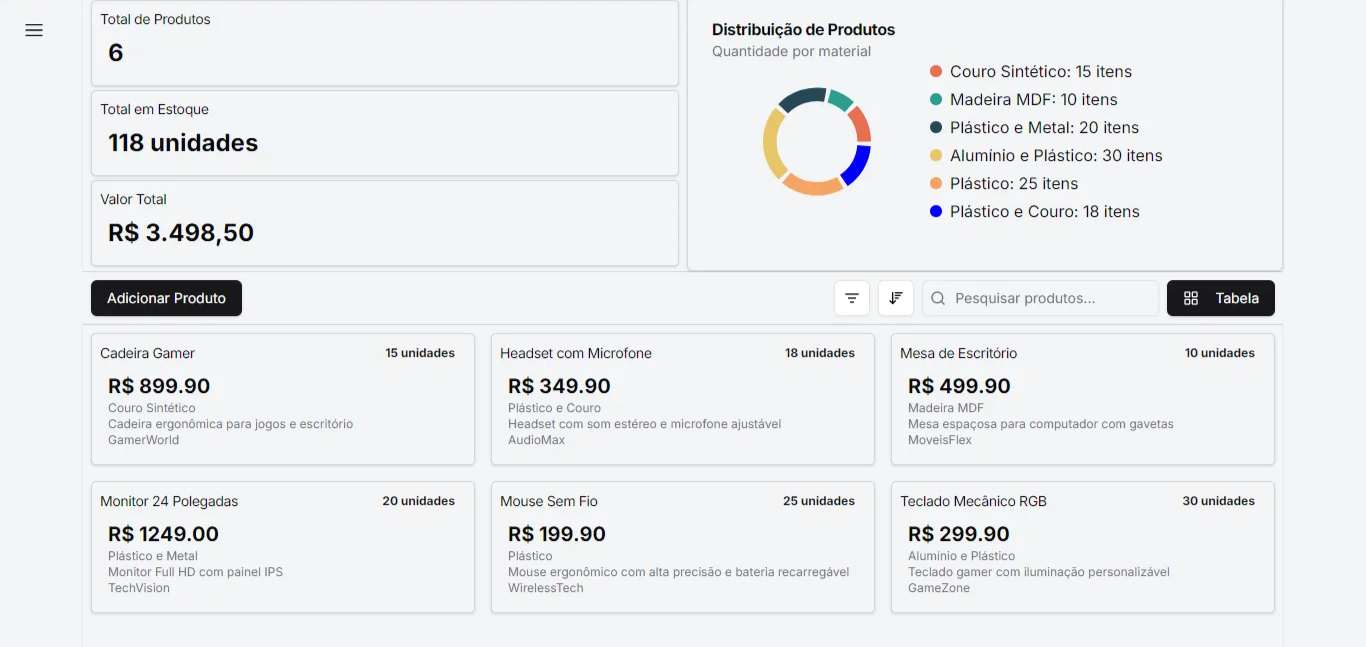 Total de Produtos
6
Total em Estoque
118 unidades
Valor Total
R$ 3.498,50
Distribuição de Produtos
Quantidade por material
Couro Sintético: 15 itens
Madeira MDF: 10 itens
Plástico e Metal: 20 itens
Alumínio e Plástico: 30 itens
Plástico: 25 itens
Plástico e Couro: 18 itens
Adicionar Produto
Pesquisar produtos...
Tabela
Cadeira Gamer
15 unidades
R$ 899.90
Couro Sintético
Cadeira ergonômica para jogos e escritório
GamerWorld
Headset com Microfone
18 unidades
R$ 349.90
Plástico e Couro
Headset com som estéreo e microfone ajustável
AudioMax
Mesa de Escritório
10 unidades
R$ 499.90
Madeira MDF
Mesa espaçosa para computador com gavetas
MoveisFlex
Monitor 24 Polegadas
20 unidades
R$ 1249.00
Plástico e Metal
Monitor Full HD com painel IPS
TechVision
Mouse Sem Fio
25 unidades
R$ 199.90
Plástico
Mouse ergonômico com alta precisão e bateria recarregável
WirelessTech
Teclado Mecânico RGB
30 unidades
R$ 299.90
Alumínio e Plástico
Teclado gamer com iluminação personalizável
GameZone